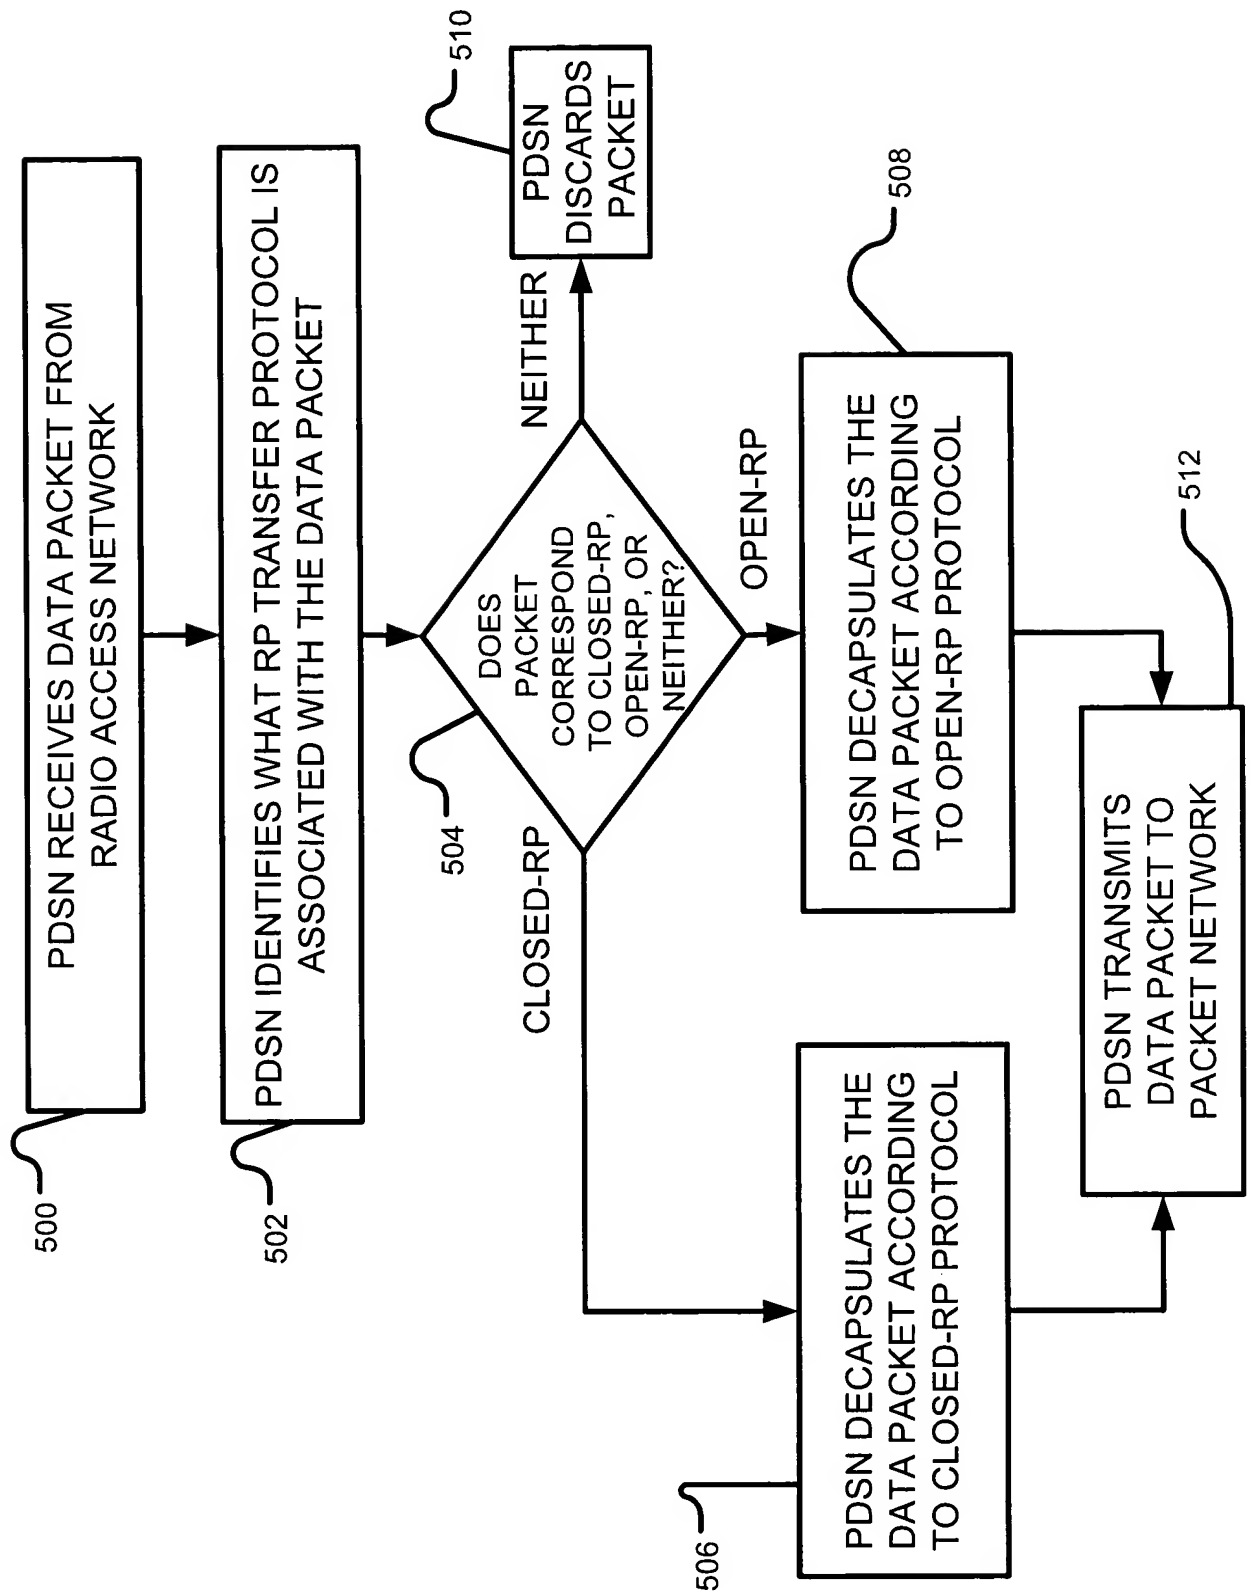 500
PDSN RECEIVES DATA PACKET FROM
RADIO ACCESS NETWORK
502
PDSN IDENTIFIES WHAT RP TRANSFER PROTOCOL IS
ASSOCIATED WITH THE DATA PACKET
504
DOES
PACKET
CORRESPOND
TO CLOSED-RP,
OPEN-RP, OR
NEITHER?
CLOSED-RP
NEITHER
OPEN-RP
510
PDSN
DISCARDS
PACKET
506
PDSN DECAPSULATES THE
DATA PACKET ACCORDING
TO CLOSED-RP PROTOCOL
508
PDSN DECAPSULATES THE
DATA PACKET ACCORDING
TO OPEN-RP PROTOCOL
512
PDSN TRANSMITS
DATA PACKET TO
PACKET NETWORK